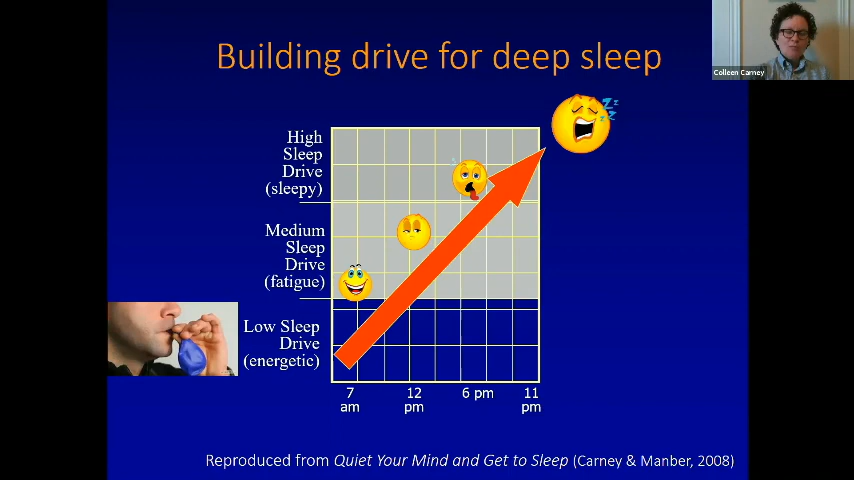 Building drive for deep sleep
Colleen Carney
High
Sleep
Drive
(sleepy)
Medium
Sleep
Drive
(fatigue)
Low Sleep
Drive
(energetic)
7
am
12
pm
6 pm
11
pm
Reproduced from Quiet Your Mind and Get to Sleep (Carney & Manber, 2008)